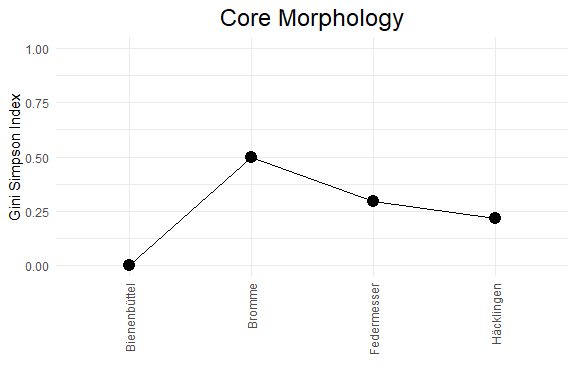 Core Morphology
Gini Simpson Index
1.00
0.75
0.50
0.25
0.00
Bienenbüttel
Bromme
Federmesser
Häcklingen